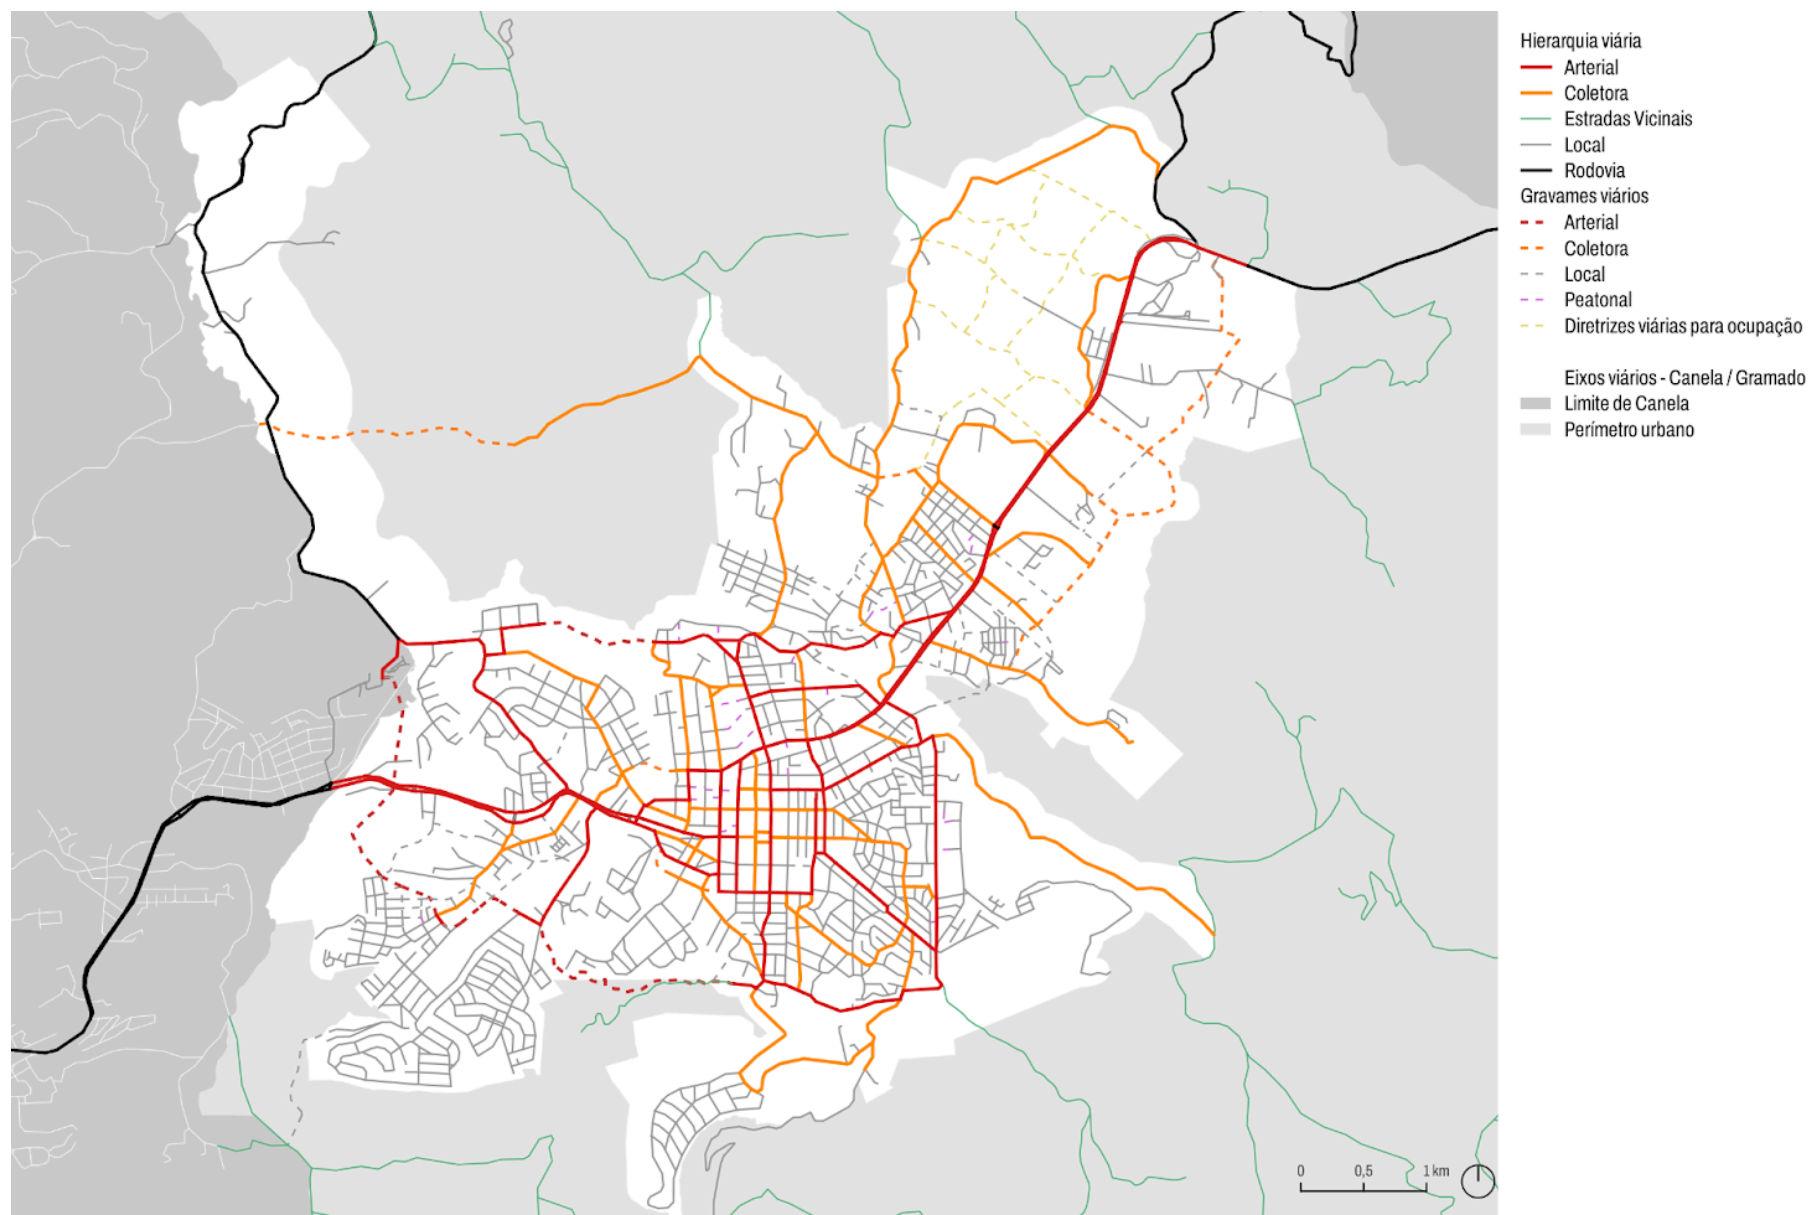 Hierarquia viária
Arterial
Coletora
Estradas Vicinais
Local
Rodovia
Gravames viários
Arterial
Coletora
Local
Peatonal
Diretrizes viárias para ocupação
Eixos viários - Canela / Gramado
Limite de Canela
Perímetro urbano
0 0,5 1 km